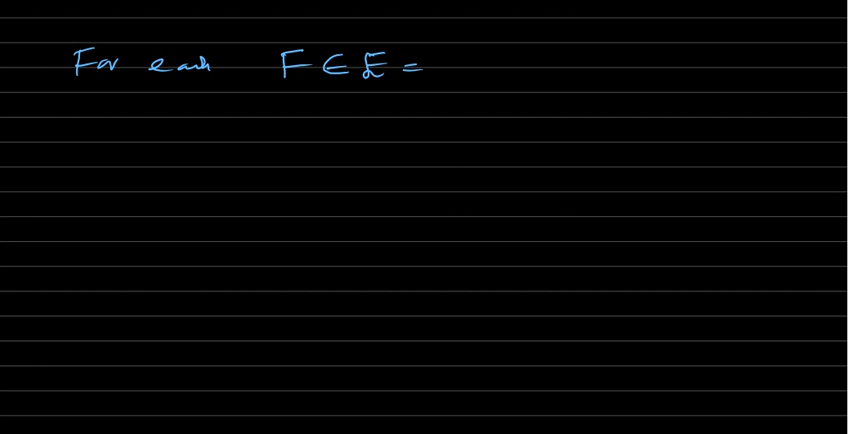 For each F ∈ ℱ =